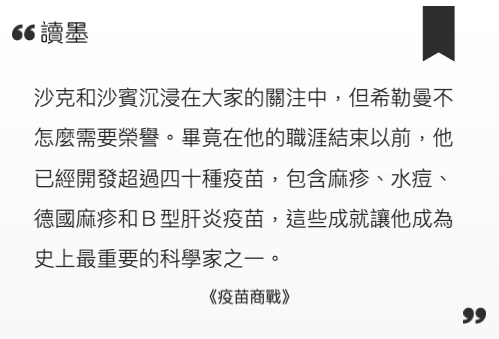 讀墨
沙克和沙賓沉浸在大家的關注中，但希勒曼不
怎麼需要榮譽。畢竟在他的職涯結束以前，他
已經開發超過四十種疫苗，包含麻疹、水痘、
德國麻疹和Ｂ型肝炎疫苗，這些成就讓他成為
史上最重要的科學家之一。
《疫苗商戰》